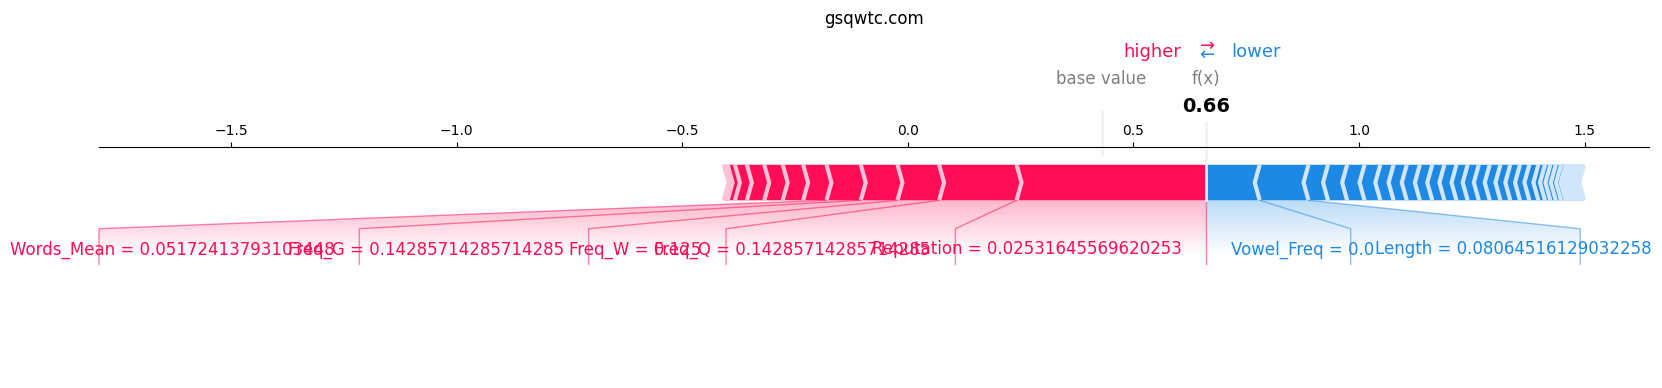 gsqwtc.com
higher ⇄ lower
base value f(x)
0.66
−1.5 −1.0 −0.5 0.0 0.5 1.0 1.5
Words_Mean = 0.05172413793103448 Freq_G = 0.14285714285714285 Freq_W = 0.125 Freq_Q = 0.14285714285714285 Reputation = 0.02531645569620253 Vowel_Freq = 0.0 Length = 0.08064516129032258